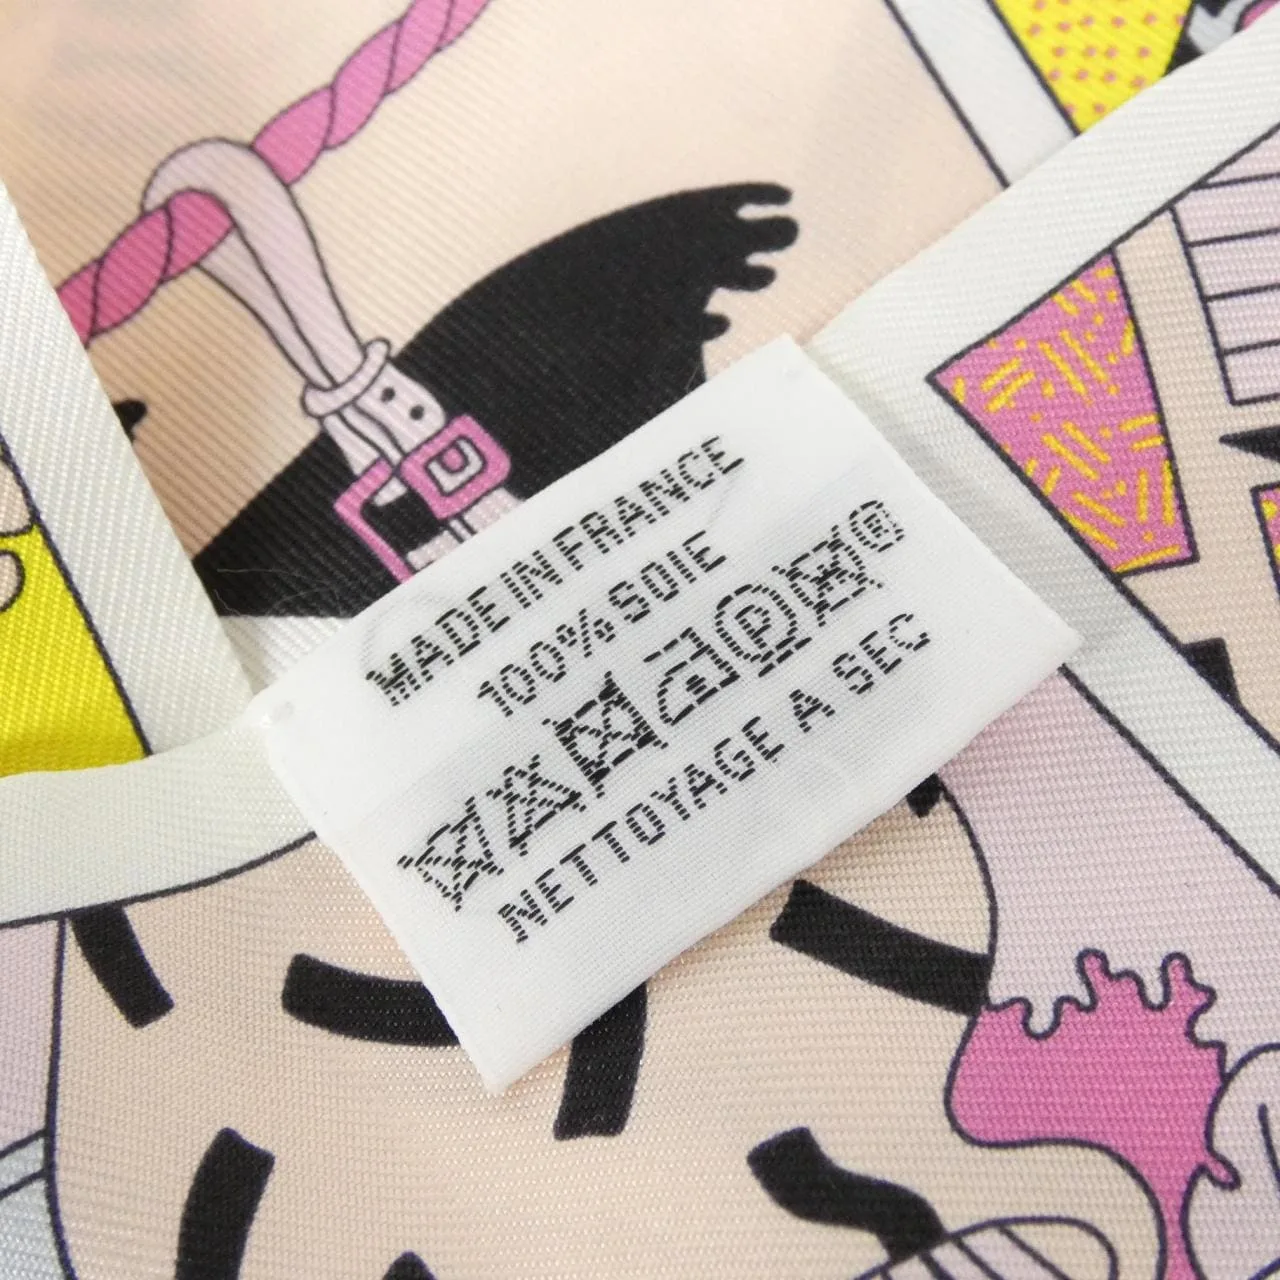 MADE IN FRANCE
100% SOIE
P ®
NETTOYAGE A SEC